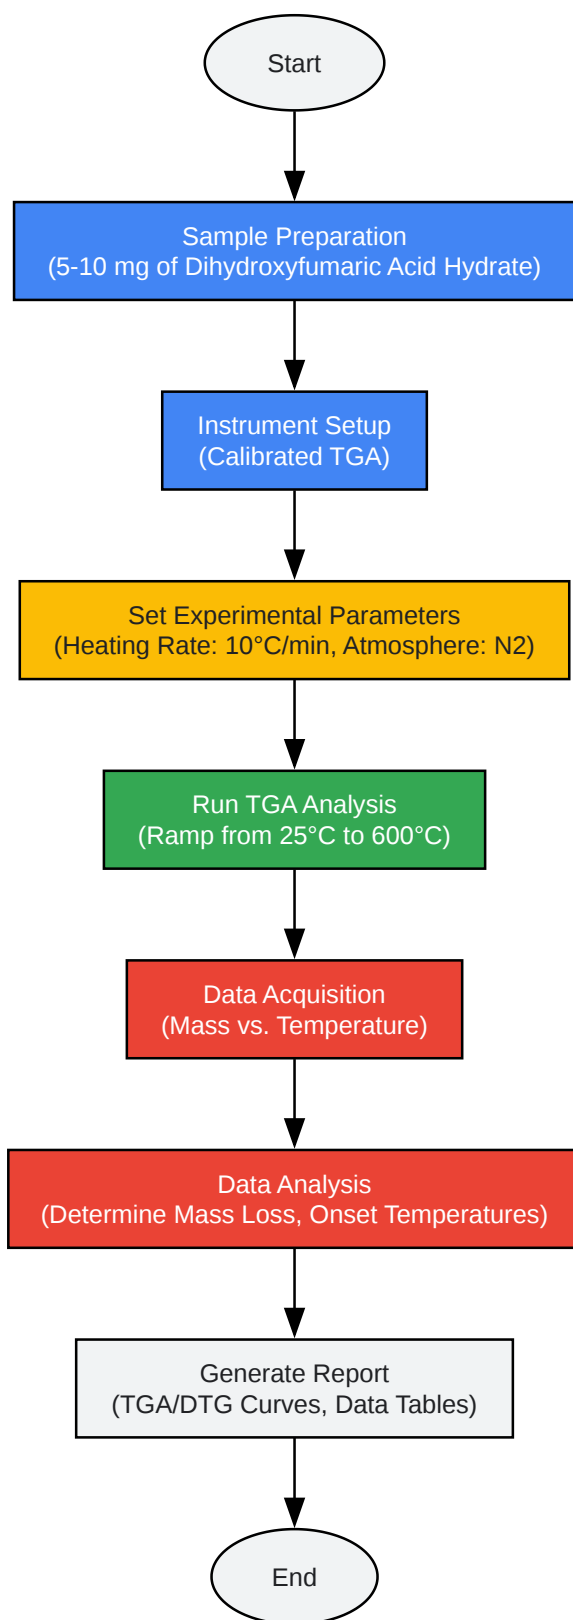 Start
Sample Preparation
(5-10 mg of Dihydroxyfumaric Acid Hydrate)
Instrument Setup
(Calibrated TGA)
Set Experimental Parameters
(Heating Rate: 10°C/min, Atmosphere: N2)
Run TGA Analysis
(Ramp from 25°C to 600°C)
Data Acquisition
(Mass vs. Temperature)
Data Analysis
(Determine Mass Loss, Onset Temperatures)
Generate Report
(TGA/DTG Curves, Data Tables)
End